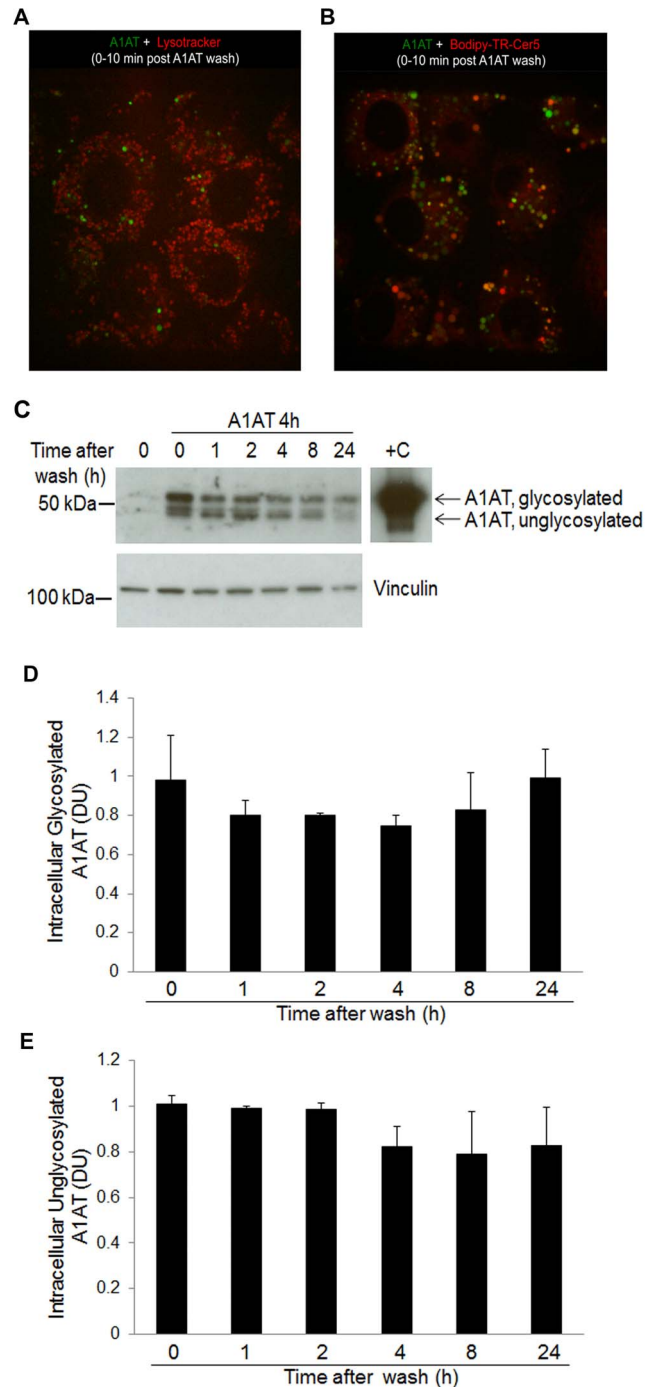 A
A1AT + Lysotracker
(0-10 min post A1AT wash)
B
A1AT + Bodipy-TR-Cer5
(0-10 min post A1AT wash)
C
A1AT 4h
Time after wash (h)
0 0 1 2 4 8 24 +C
50 kDa
A1AT, glycosylated
A1AT, unglycosylated
100 kDa
Vinculin
D
Intracellular Glycosylated
A1AT (DU)
1.4
1.2
1
0.8
0.6
0.4
0.2
0
0 1 2 4 8 24
Time after wash (h)
E
Intracellular Unglycosylated
A1AT (DU)
1.2
1
0.8
0.6
0.4
0.2
0
0 1 2 4 8 24
Time after wash (h)